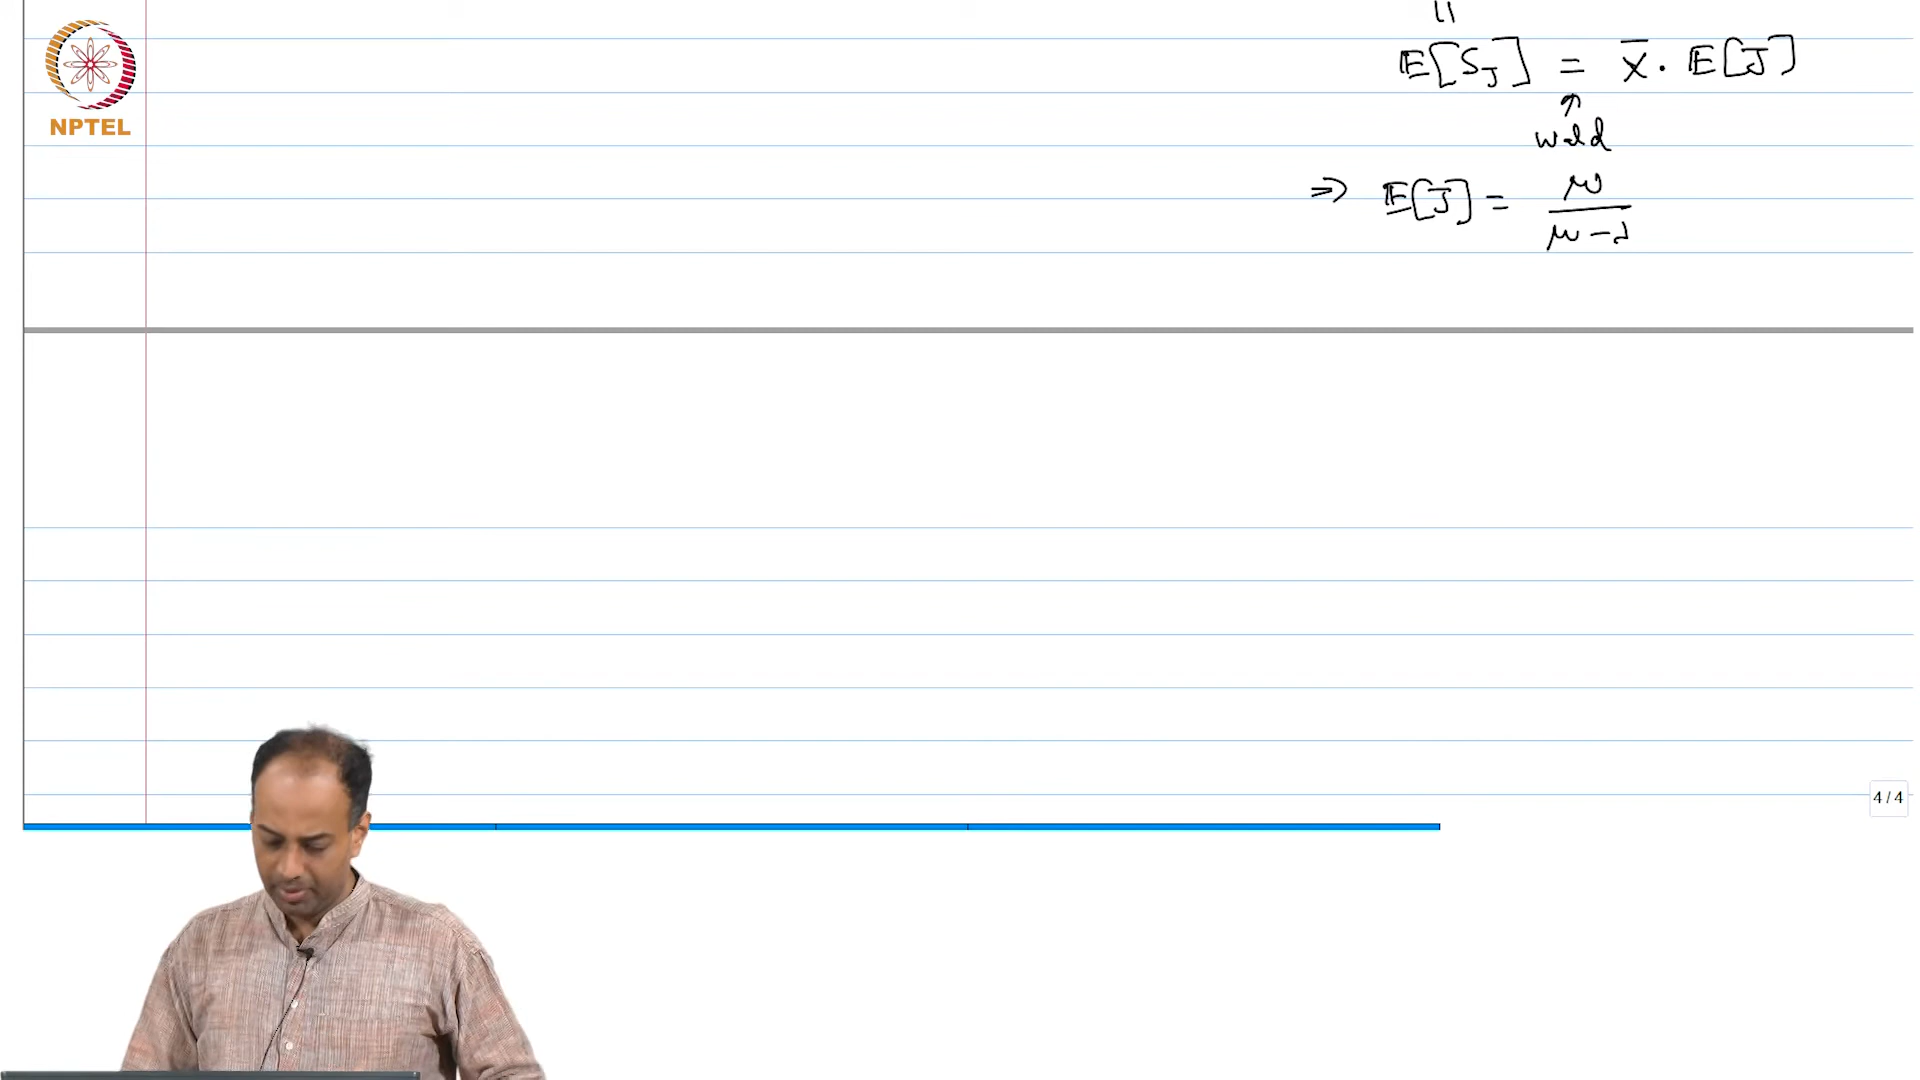 NPTEL
||
𝔼[S_J] = X̄ · 𝔼[J]
↑
wald
⇒ 𝔼[J] = μ / (μ − λ)
4 / 4